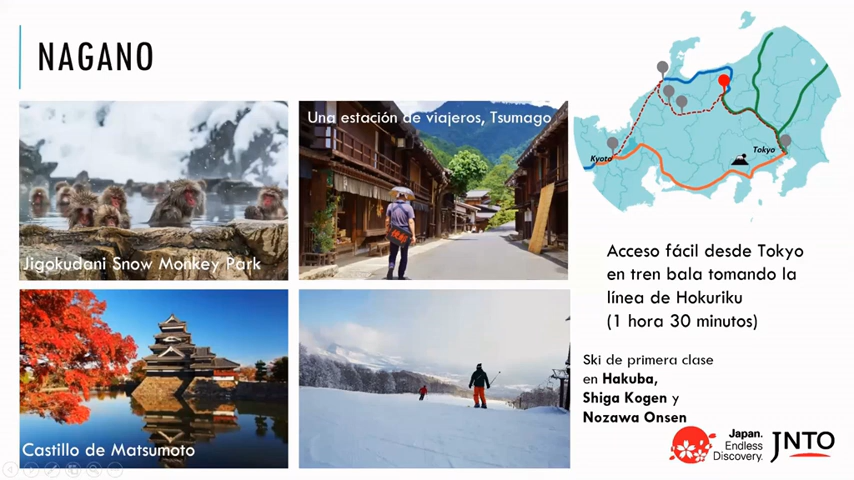 NAGANO
Jigokudani Snow Monkey Park
Una estación de viajeros, Tsumago
Castillo de Matsumoto
Kyoto
Tokyo
Acceso fácil desde Tokyo
en tren bala tomando la
línea de Hokuriku
(1 hora 30 minutos)
Ski de primera clase
en Hakuba,
Shiga Kogen y
Nozawa Onsen
Japan.
Endless
Discovery.
JNTO